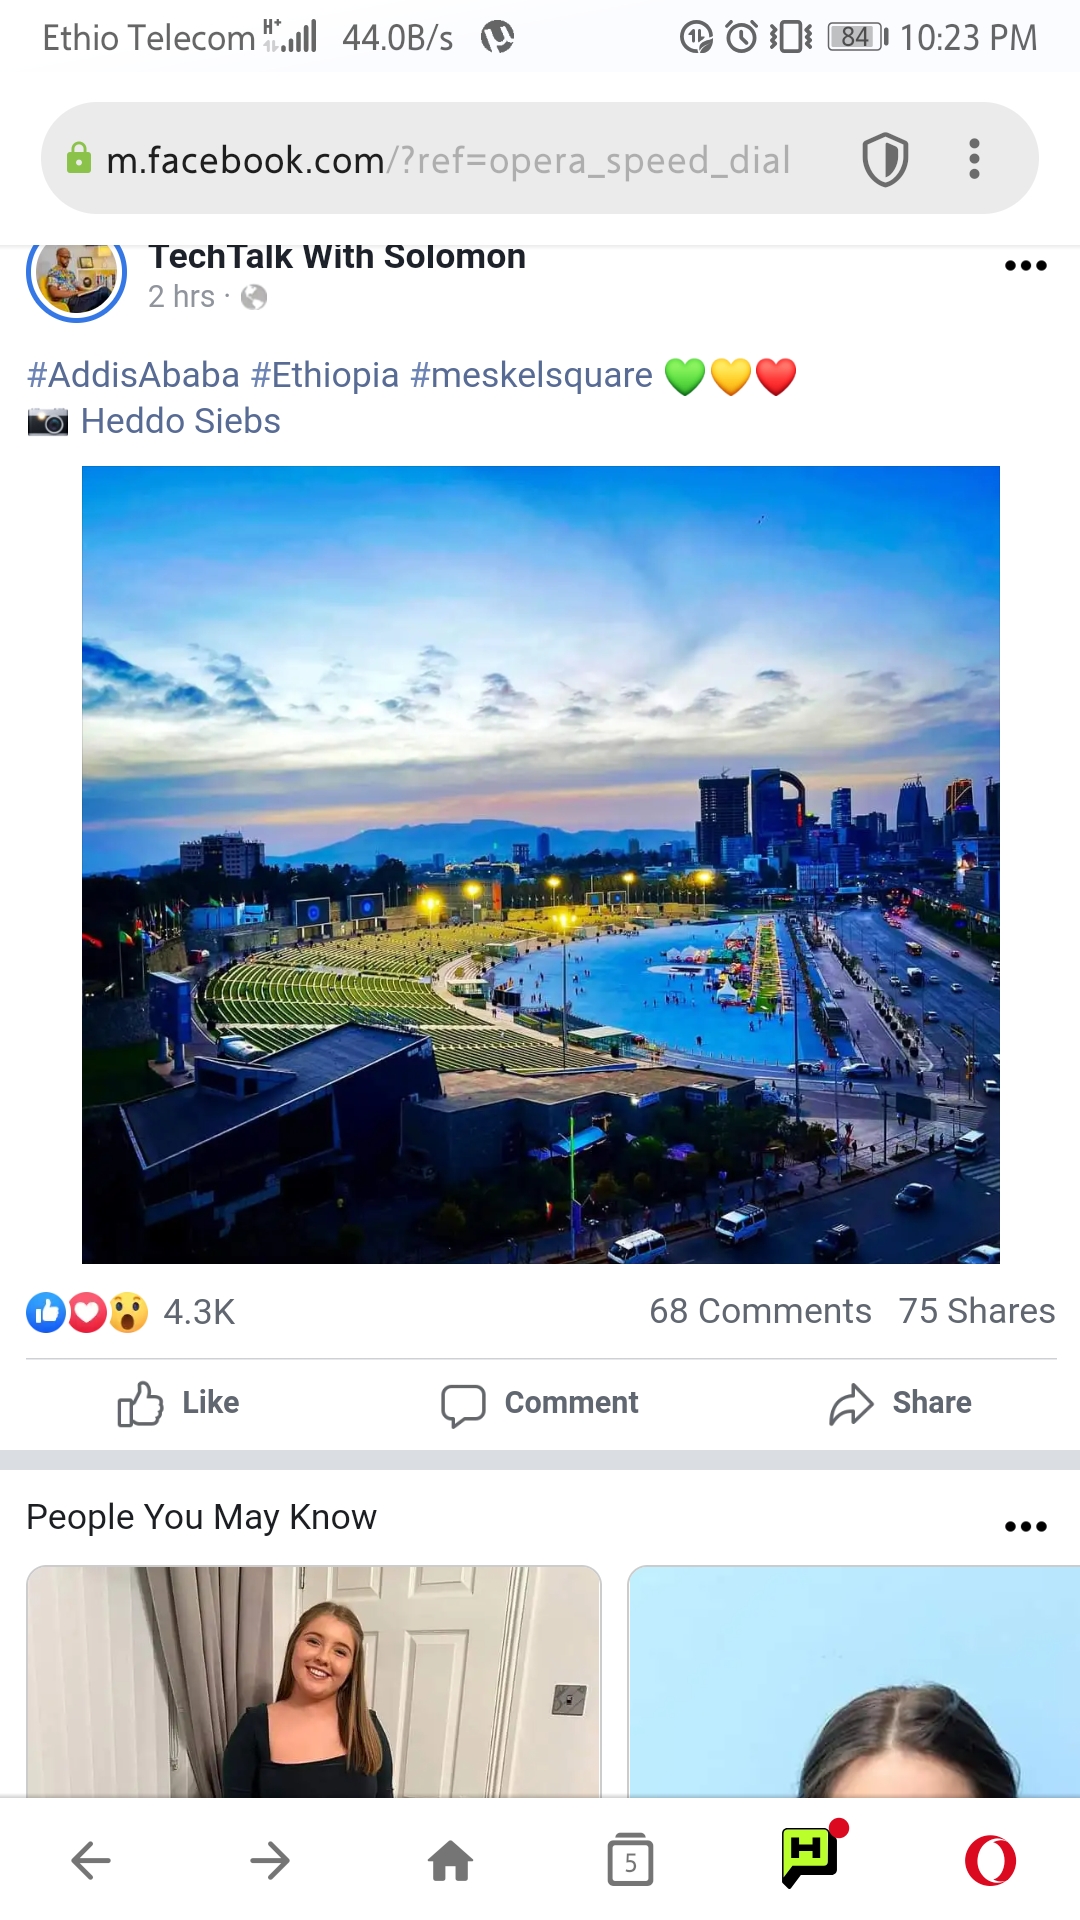 Ethio Telecom H+ 44.0B/s 84 10:23 PM
m.facebook.com/?ref=opera_speed_dial
TechTalk With Solomon
2 hrs ·
#AddisAbaba #Ethiopia #meskelsquare 💚💛❤️
📷 Heddo Siebs
4.3K 68 Comments 75 Shares
Like Comment Share
People You May Know
5 H